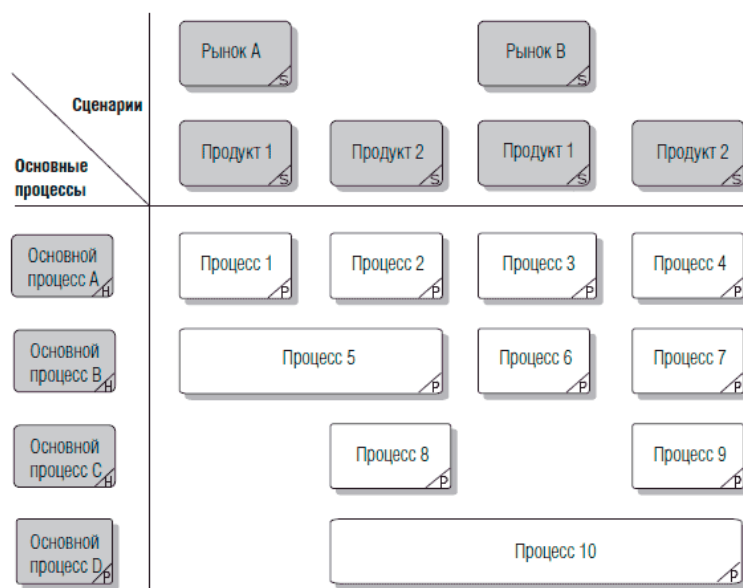 Рынок А
S
Рынок В
S
Сценарии
Основные
процессы
Продукт 1
S
Продукт 2
S
Продукт 1
S
Продукт 2
S
Основной
процесс А
H
Процесс 1
P
Процесс 2
P
Процесс 3
P
Процесс 4
P
Основной
процесс В
H
Процесс 5
P
Процесс 6
P
Процесс 7
P
Основной
процесс С
H
Процесс 8
P
Процесс 9
P
Основной
процесс D
P
Процесс 10
P